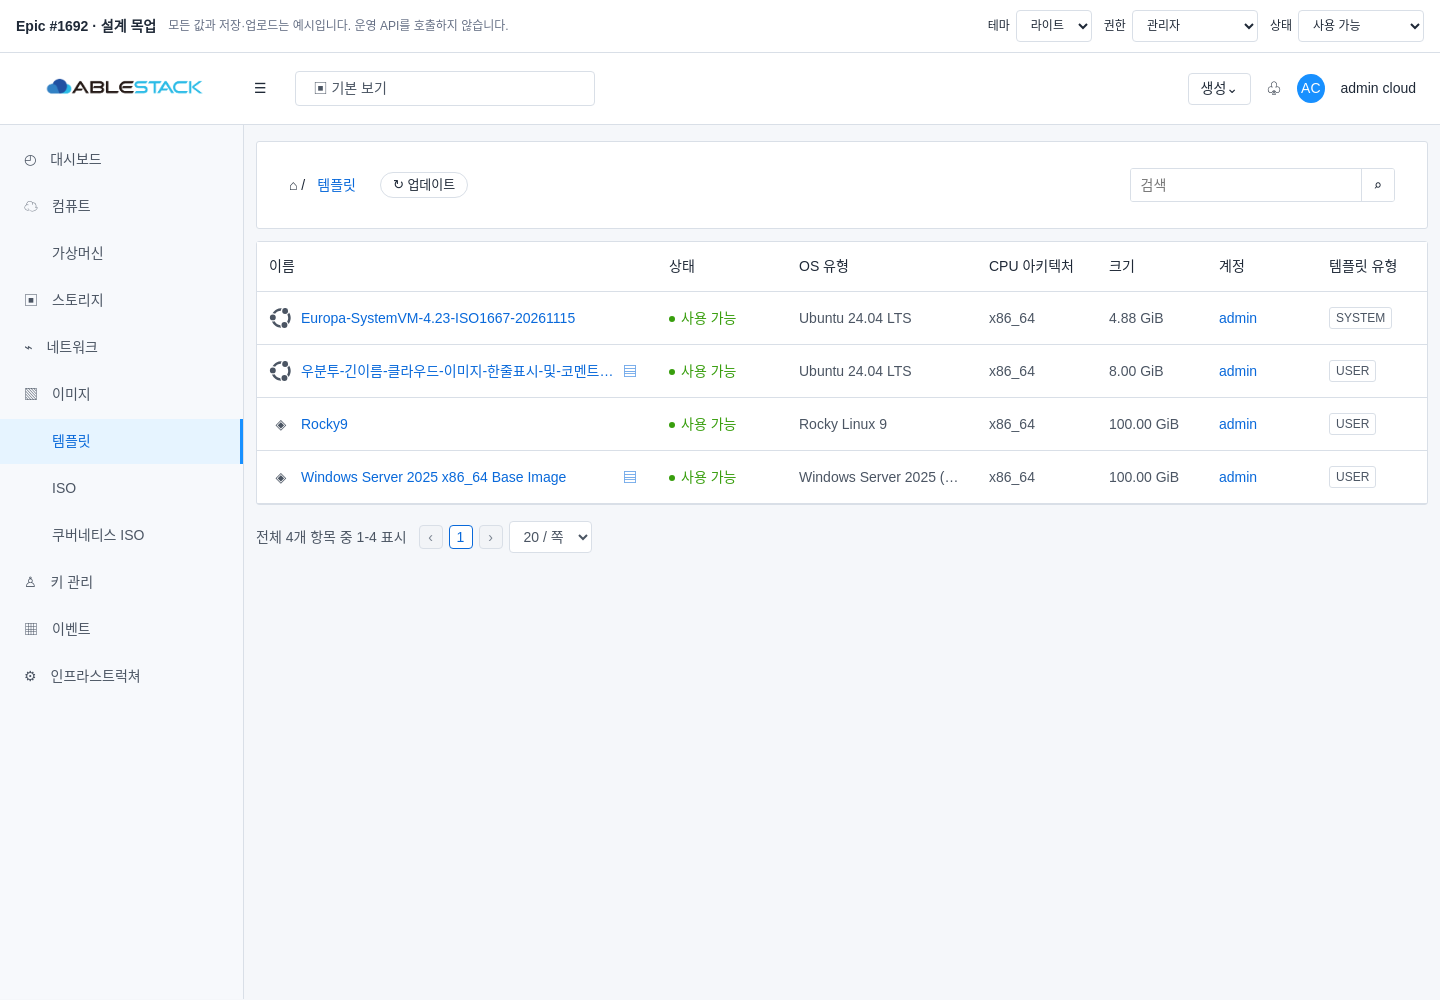 Epic #1692 · 설계 목업 모든 값과 저장·업로드는 예시입니다. 운영 API를 호출하지 않습니다. 테마 라이트 권한 관리자 상태 사용 가능
ABLESTACK ☰ 기본 보기 생성 AC admin cloud
대시보드
컴퓨트
가상머신
스토리지
네트워크
이미지
템플릿
ISO
쿠버네티스 ISO
키 관리
이벤트
인프라스트럭쳐
⌂ / 템플릿 ↻ 업데이트 검색
이름 상태 OS 유형 CPU 아키텍처 크기 계정 템플릿 유형
Europa-SystemVM-4.23-ISO1667-20261115 사용 가능 Ubuntu 24.04 LTS x86_64 4.88 GiB admin SYSTEM
우분투-긴이름-클라우드-이미지-한줄표시-및-코멘트… 사용 가능 Ubuntu 24.04 LTS x86_64 8.00 GiB admin USER
Rocky9 사용 가능 Rocky Linux 9 x86_64 100.00 GiB admin USER
Windows Server 2025 x86_64 Base Image 사용 가능 Windows Server 2025 (… x86_64 100.00 GiB admin USER
전체 4개 항목 중 1-4 표시 ‹ 1 › 20 / 쪽